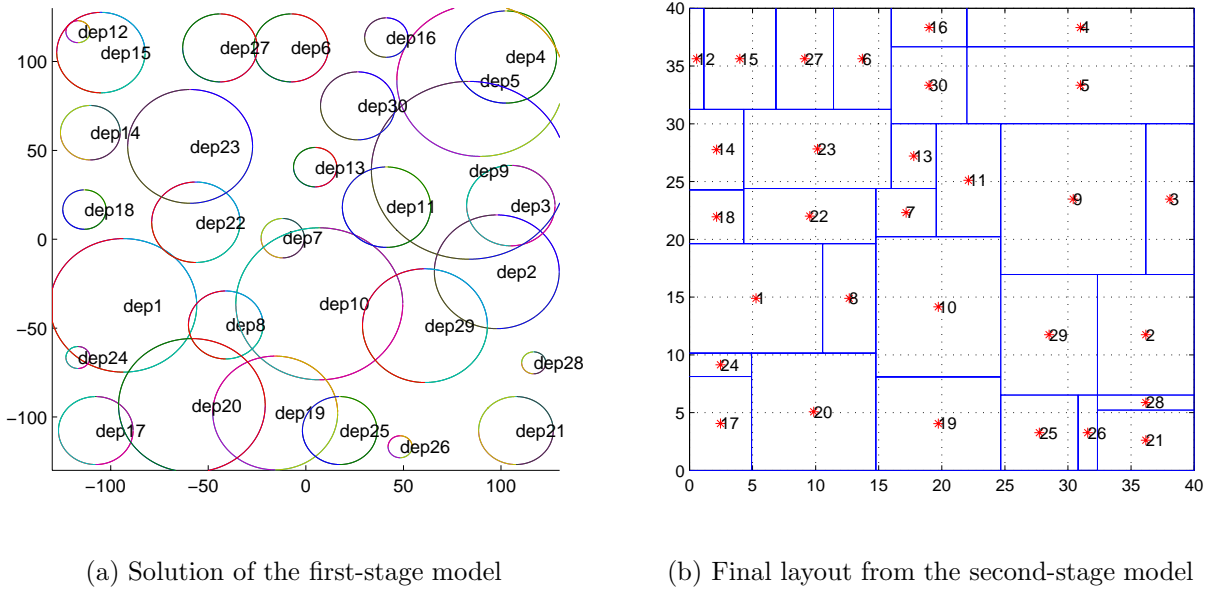 dep12
dep15
dep27
dep6
dep16
dep4
dep5
dep30
dep14
dep23
dep13
dep9
dep18
dep22
dep11
dep3
dep7
dep2
dep1
dep10
dep8
dep29
dep24
dep28
dep20
dep19
dep17
dep25
dep21
dep26
100
50
0
−50
−100
−100
−50
0
50
100
12
15
27
6
16
4
30
5
14
23
13
11
9
3
18
22
7
1
8
10
29
2
24
28
17
20
19
25
26
21
40
35
30
25
20
15
10
5
0
0
5
10
15
20
25
30
35
40
(a) Solution of the first-stage model
(b) Final layout from the second-stage model